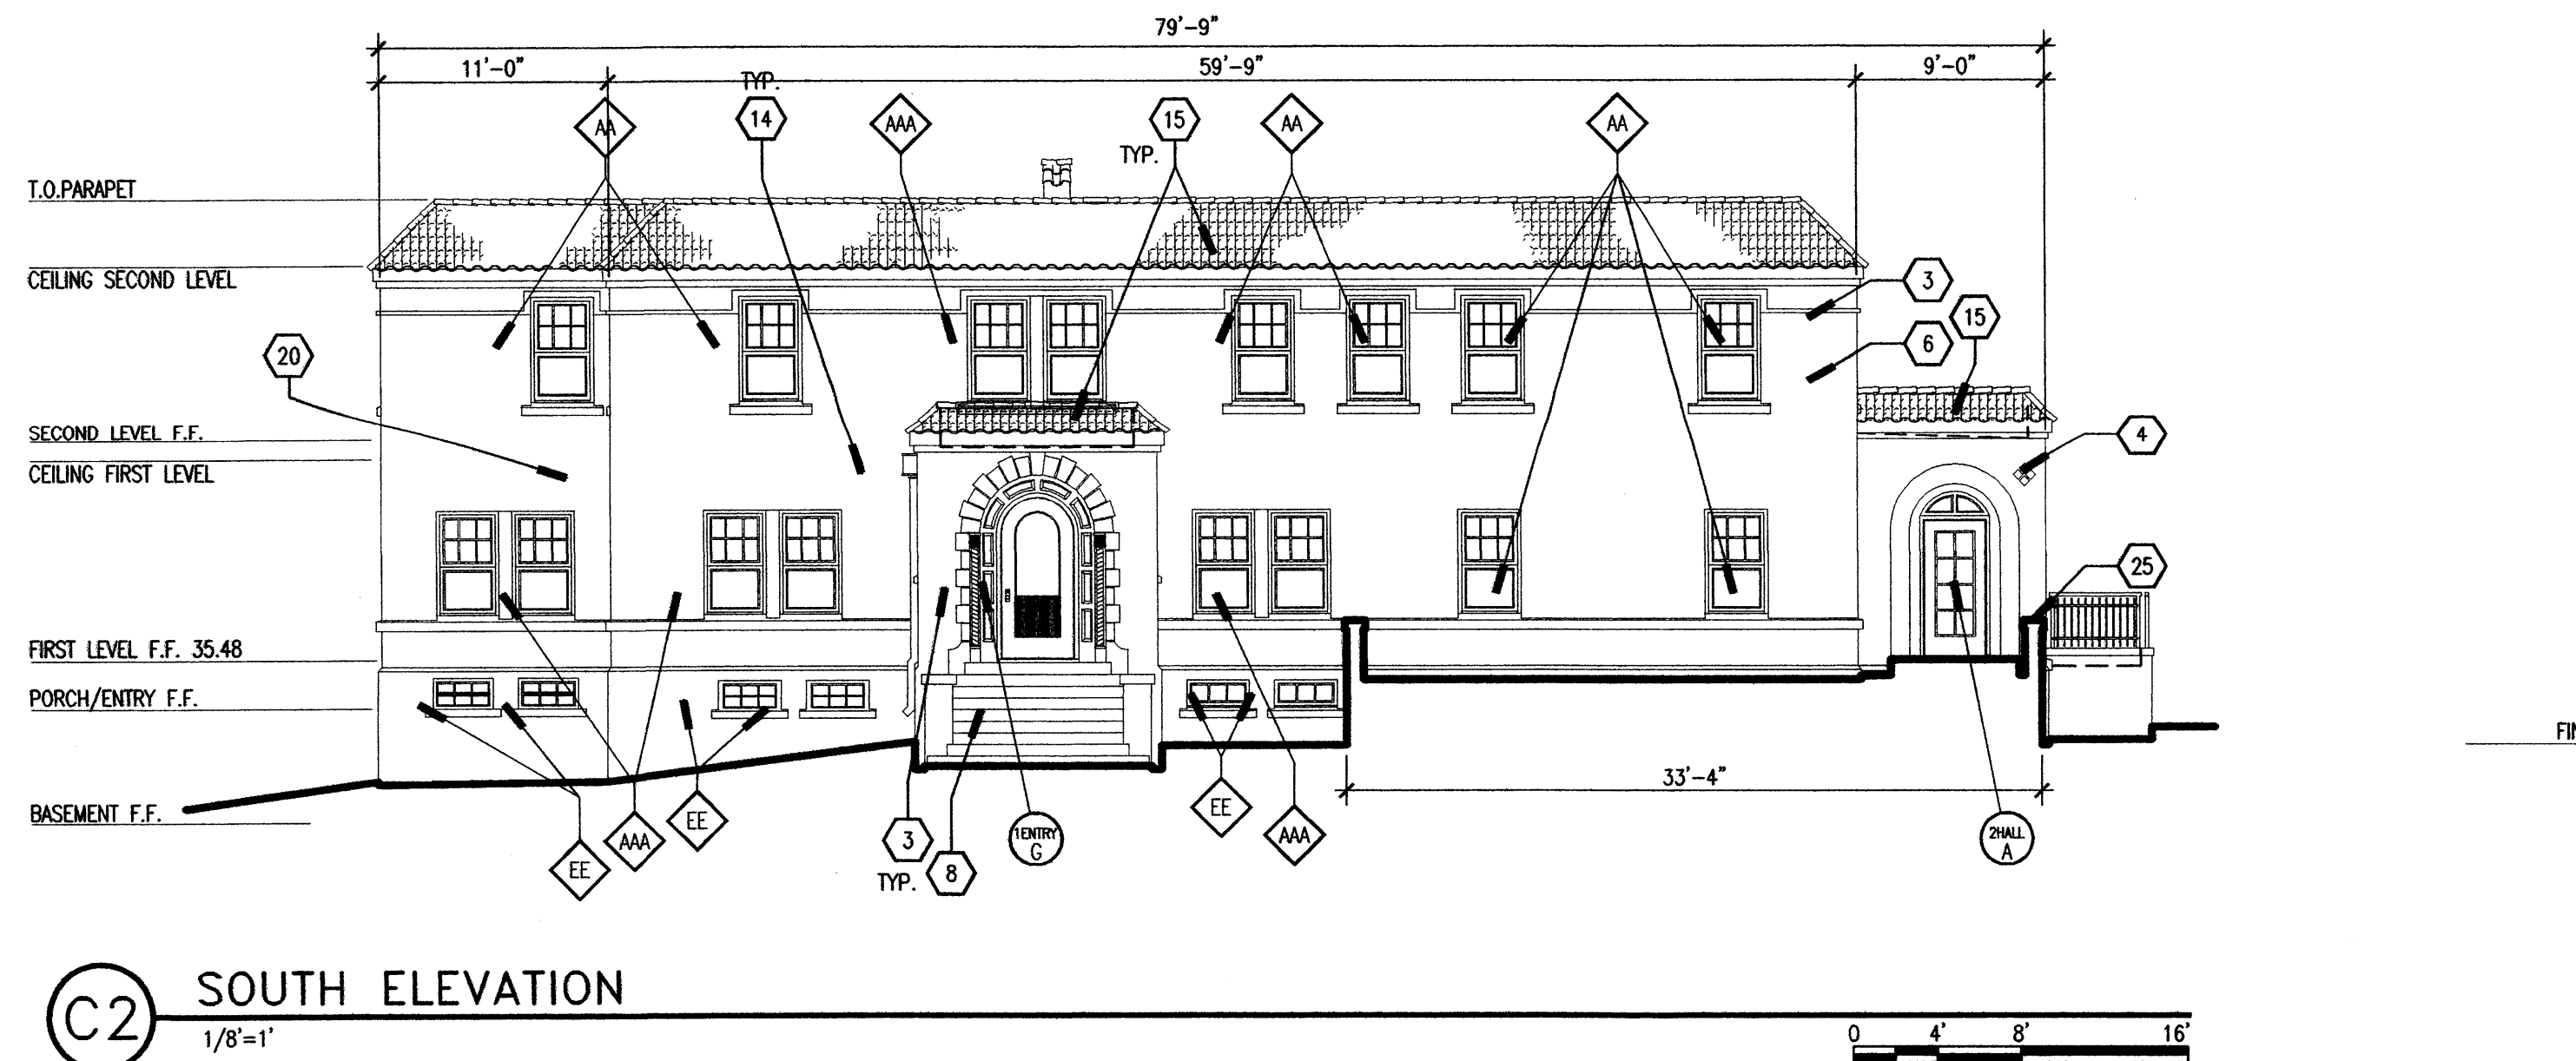 79'-9"
11'-0"
59'-9"
9'-0"
TYP.
AA
14
AAA
15
TYP.
AA
AA
T.O.PARAPET
CEILING SECOND LEVEL
3
15
6
20
SECOND LEVEL F.F.
4
CEILING FIRST LEVEL
25
FIRST LEVEL F.F. 35.48
PORCH/ENTRY F.F.
FI
33'-4"
BASEMENT F.F.
EE
AAA
EE
3
TYP.
8
1ENTRY
G
EE
AAA
2HALL
A
C2
SOUTH ELEVATION
1/8'=1'
0 4' 8' 16'